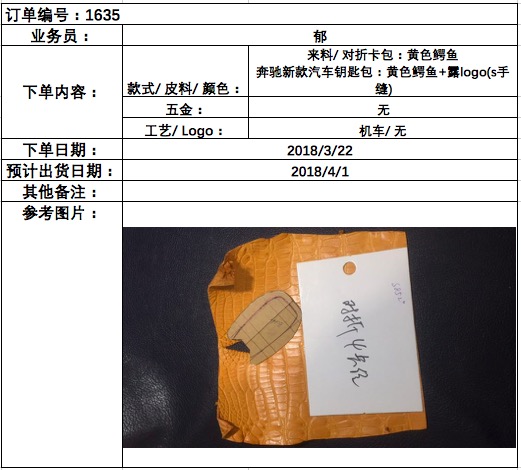 订单编号：1635
业务员： 郁
下单内容： 款式/ 皮料/ 颜色： 来料/ 对折卡包：黄色鳄鱼
奔驰新款汽车钥匙包：黄色鳄鱼+露logo(s手
缝)
五金： 无
工艺/ Logo： 机车/ 无
下单日期： 2018/3/22
预计出货日期： 2018/4/1
其他备注：
参考图片：
对折卡包